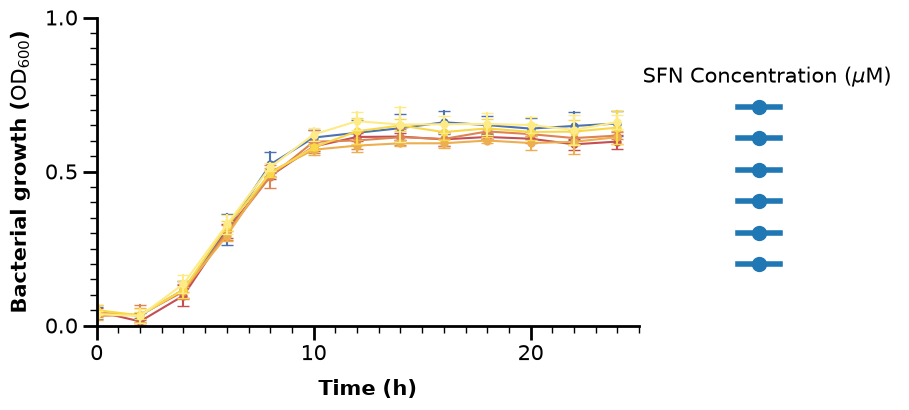 1.0
SFN Concentration (μM)
0.5
Bacterial growth (OD₆₀₀)
0.0
0
10
20
Time (h)